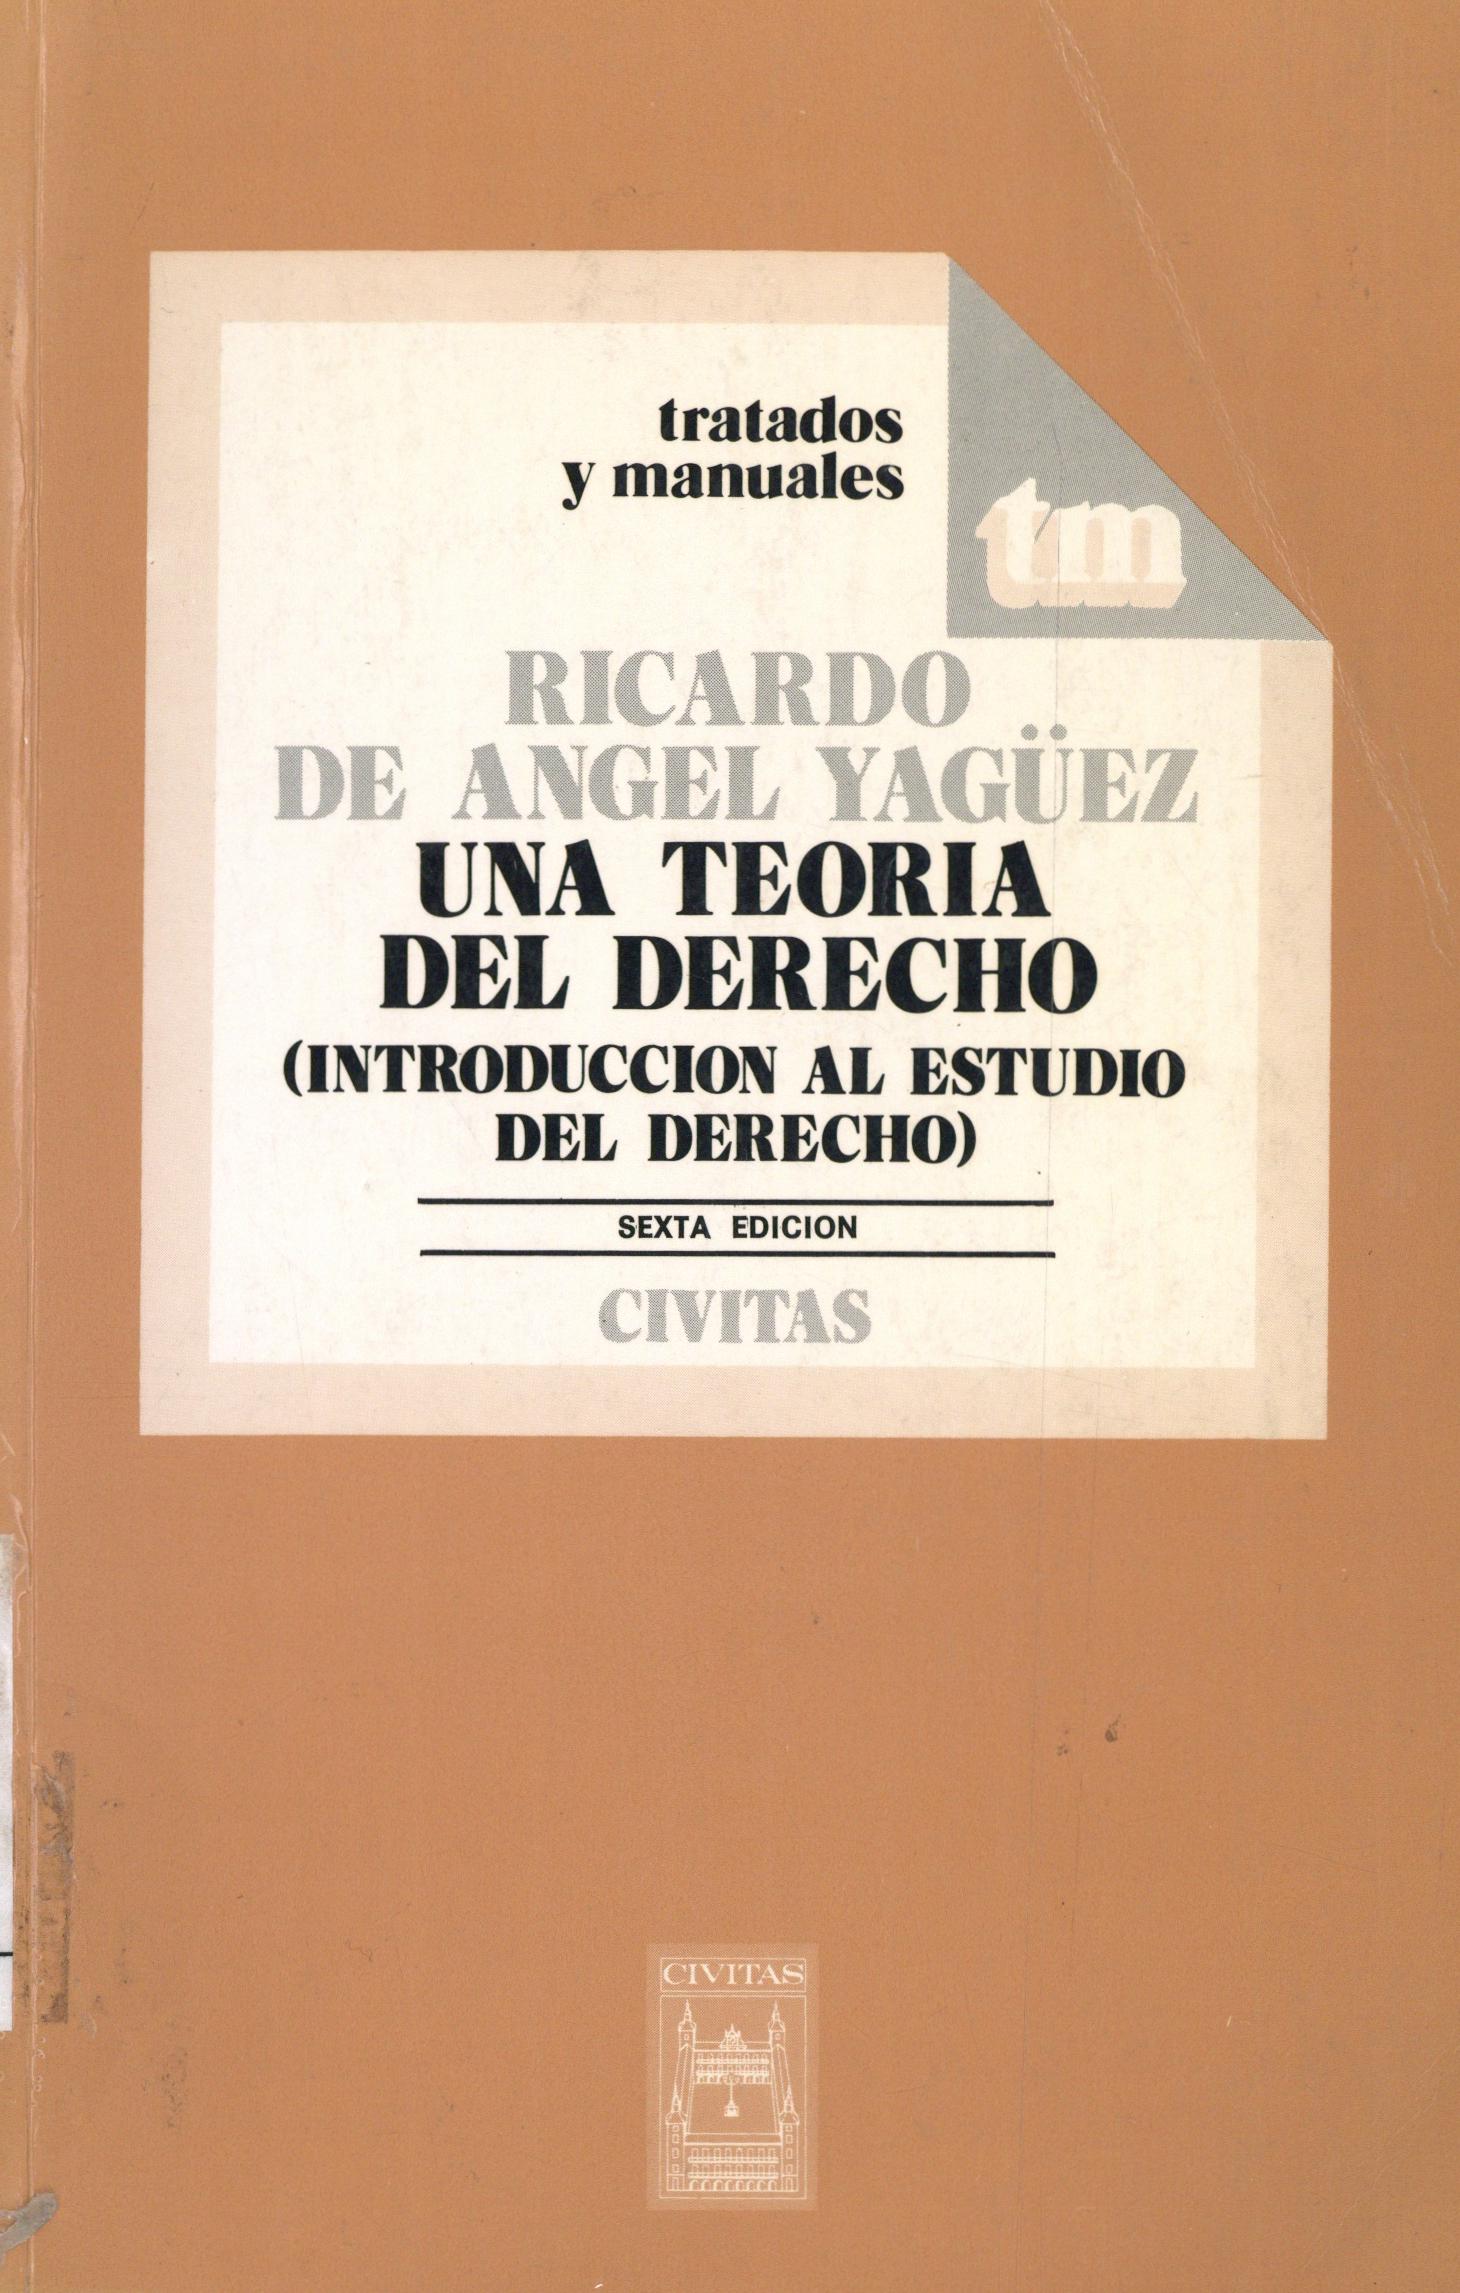 tratados
y manuales
tm
RICARDO
DE ANGEL YAGÜEZ
UNA TEORIA
DEL DERECHO
(INTRODUCCION AL ESTUDIO
DEL DERECHO)
SEXTA EDICION
CIVITAS
CIVITAS